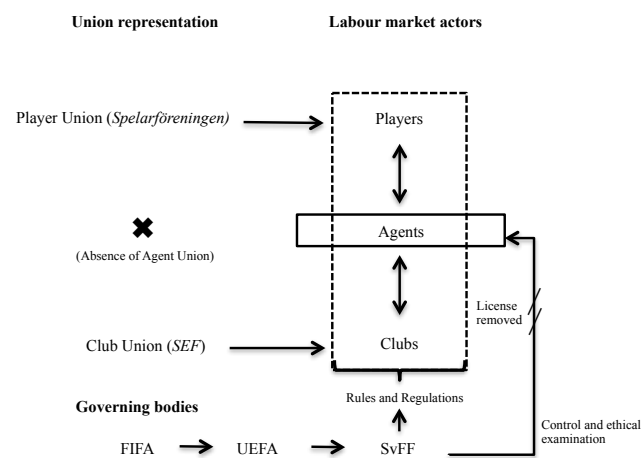 Union representation
Labour market actors
Player Union (Spelarföreningen)
Players
Agents
(Absence of Agent Union)
License
removed
Club Union (SEF)
Clubs
Governing bodies
Rules and Regulations
Control and ethical
examination
FIFA
UEFA
SvFF